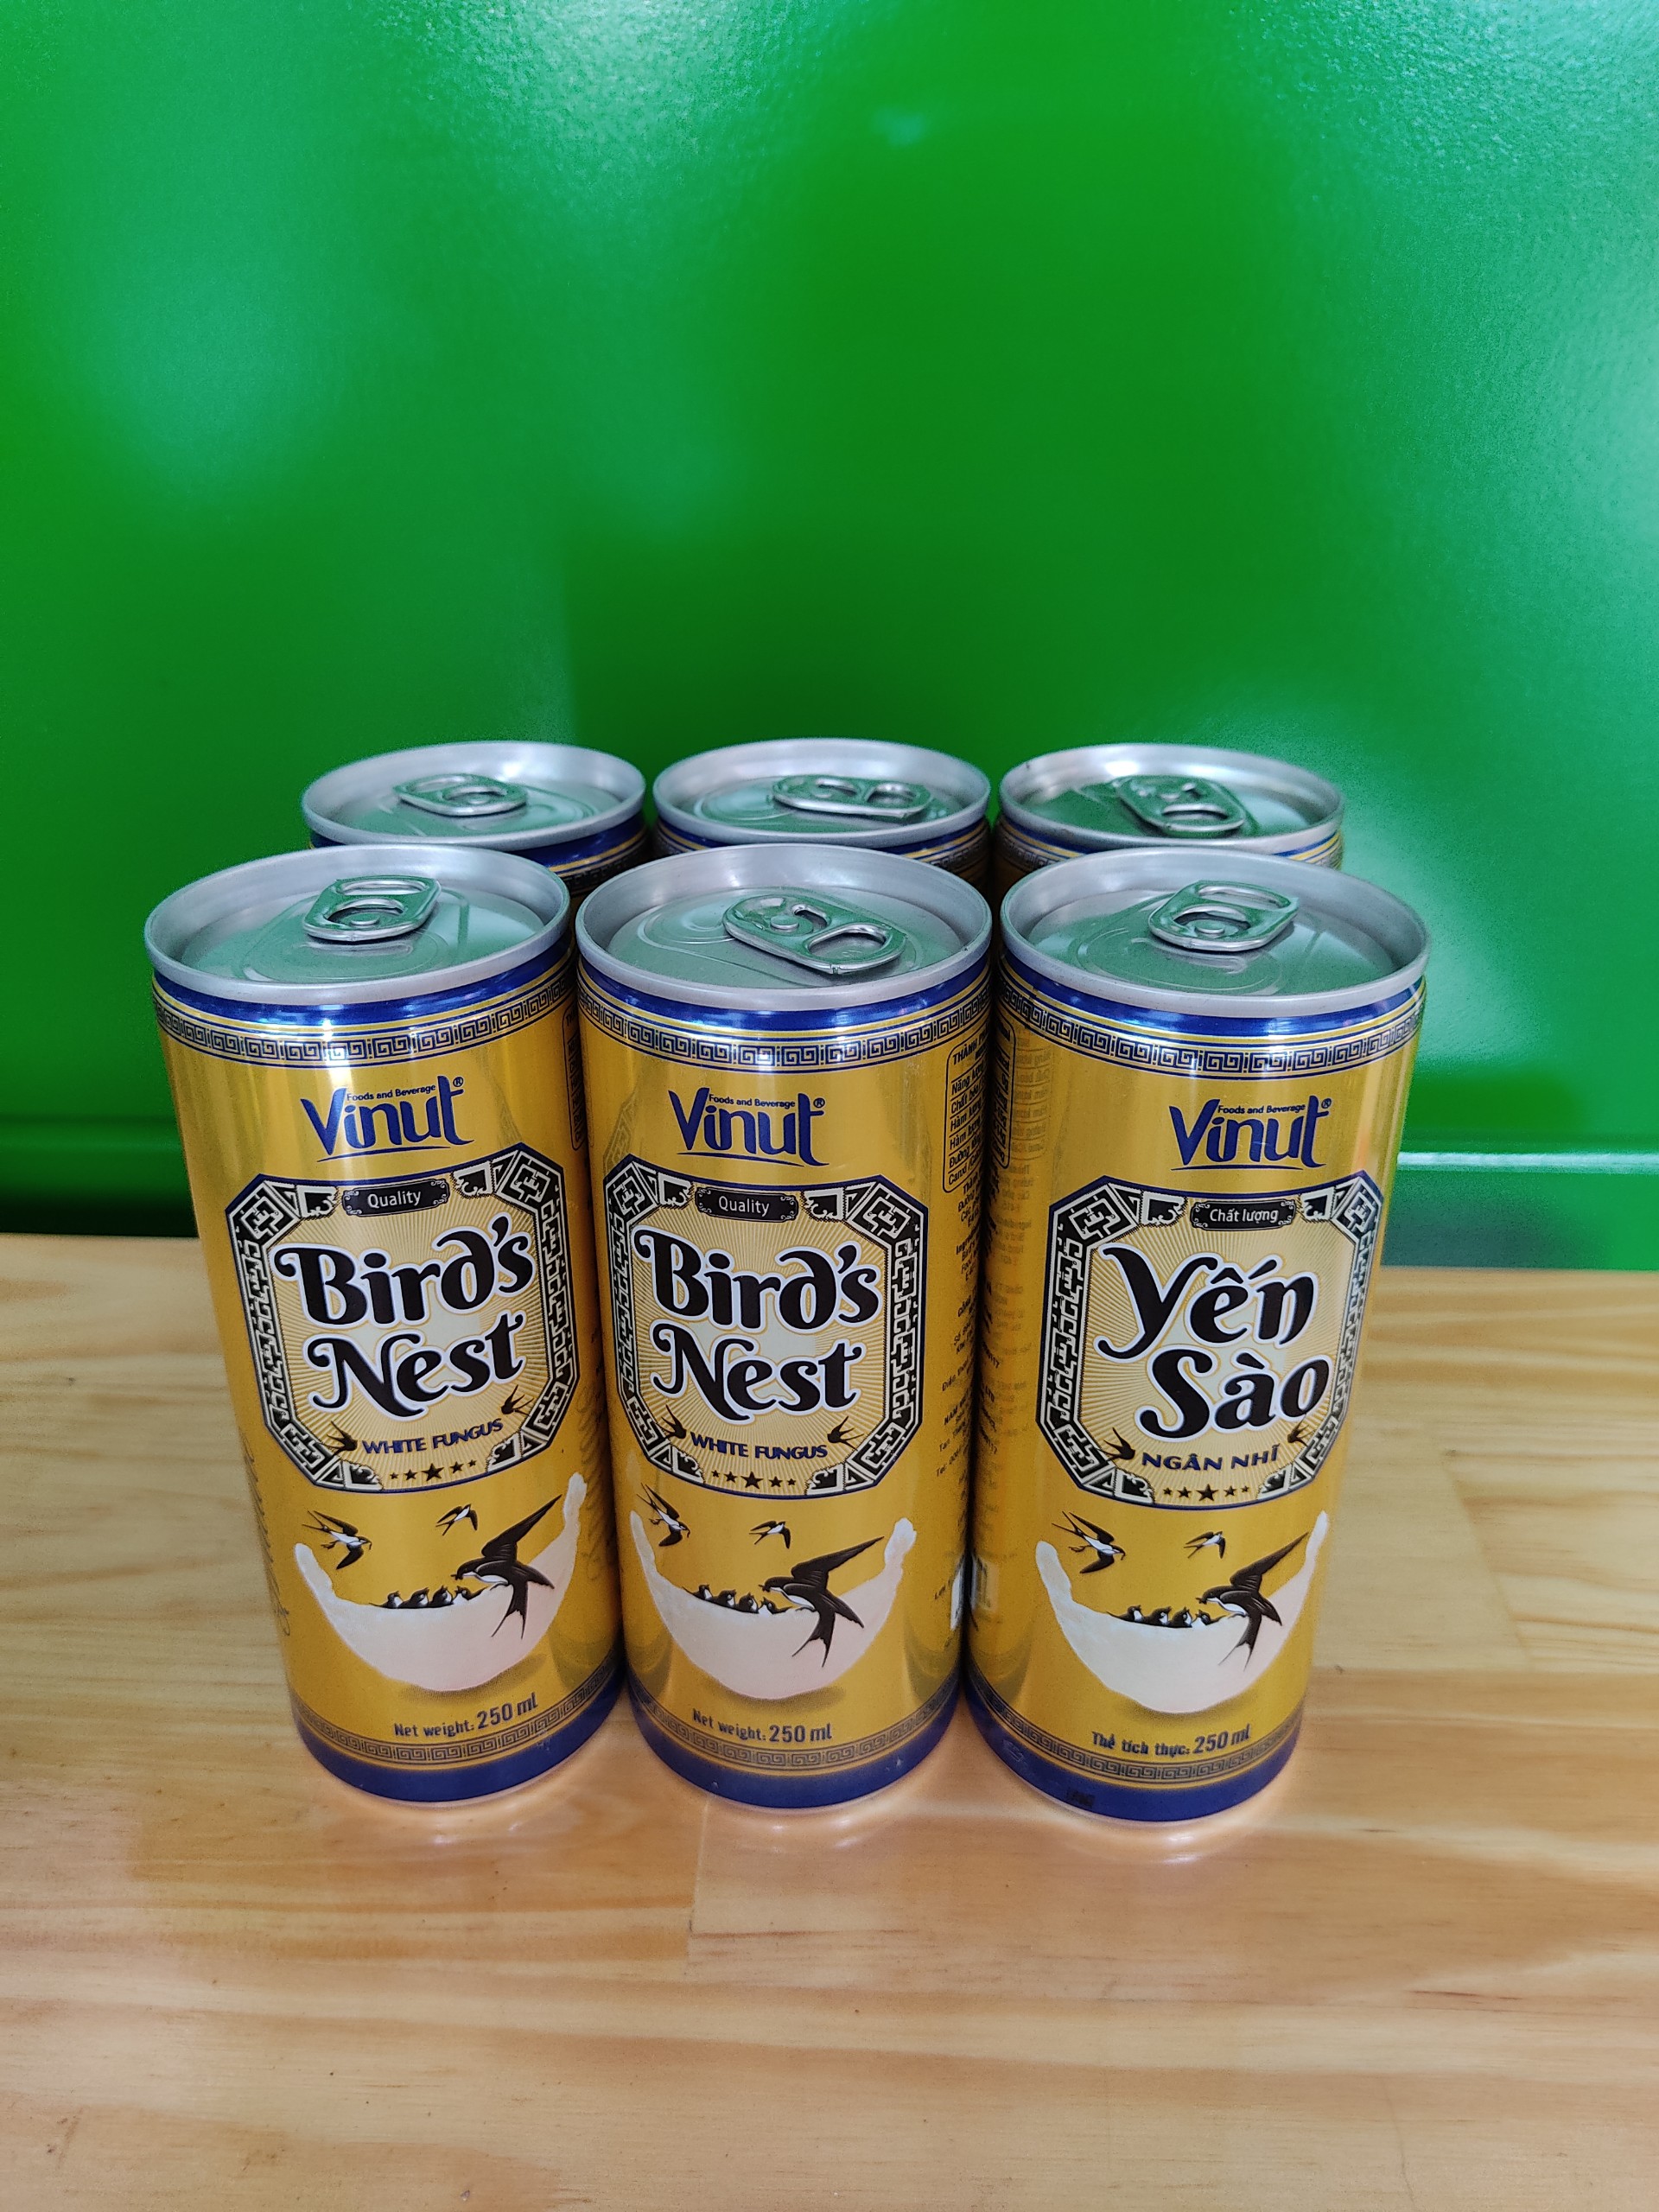 Foods and Beverage
Vinut®
Quality
Bird's
Nest
WHITE FUNGUS
Net weight: 250 ml
Foods and Beverage
Vinut®
Quality
Bird's
Nest
WHITE FUNGUS
Net weight: 250 ml
Foods and Beverage
Vinut®
Chất lượng
Yến
Sào
NGÂN NHĨ
Thể tích thực: 250 ml